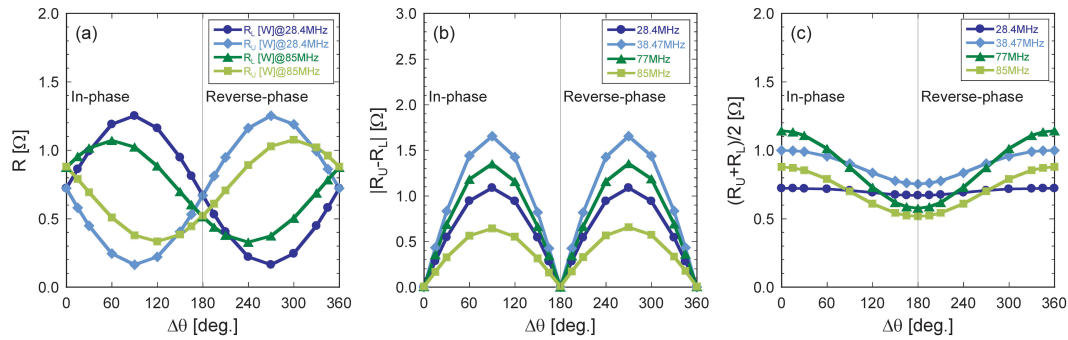 (a)
R_L [W]@28.4MHz
R_U [W]@28.4MHz
R_L [W]@85MHz
R_U [W]@85MHz
In-phase
Reverse-phase
R [Ω]
2.0
1.5
1.0
0.5
0.0
0 60 120 180 240 300 360
Δθ [deg.]
(b)
28.4MHz
38.47MHz
77MHz
85MHz
In-phase
Reverse-phase
|R_U-R_L| [Ω]
3.0
2.5
2.0
1.5
1.0
0.5
0.0
0 60 120 180 240 300 360
Δθ [deg.]
(c)
28.4MHz
38.47MHz
77MHz
85MHz
In-phase
Reverse-phase
(R_U+R_L)/2 [Ω]
2.0
1.5
1.0
0.5
0.0
0 60 120 180 240 300 360
Δθ [deg.]